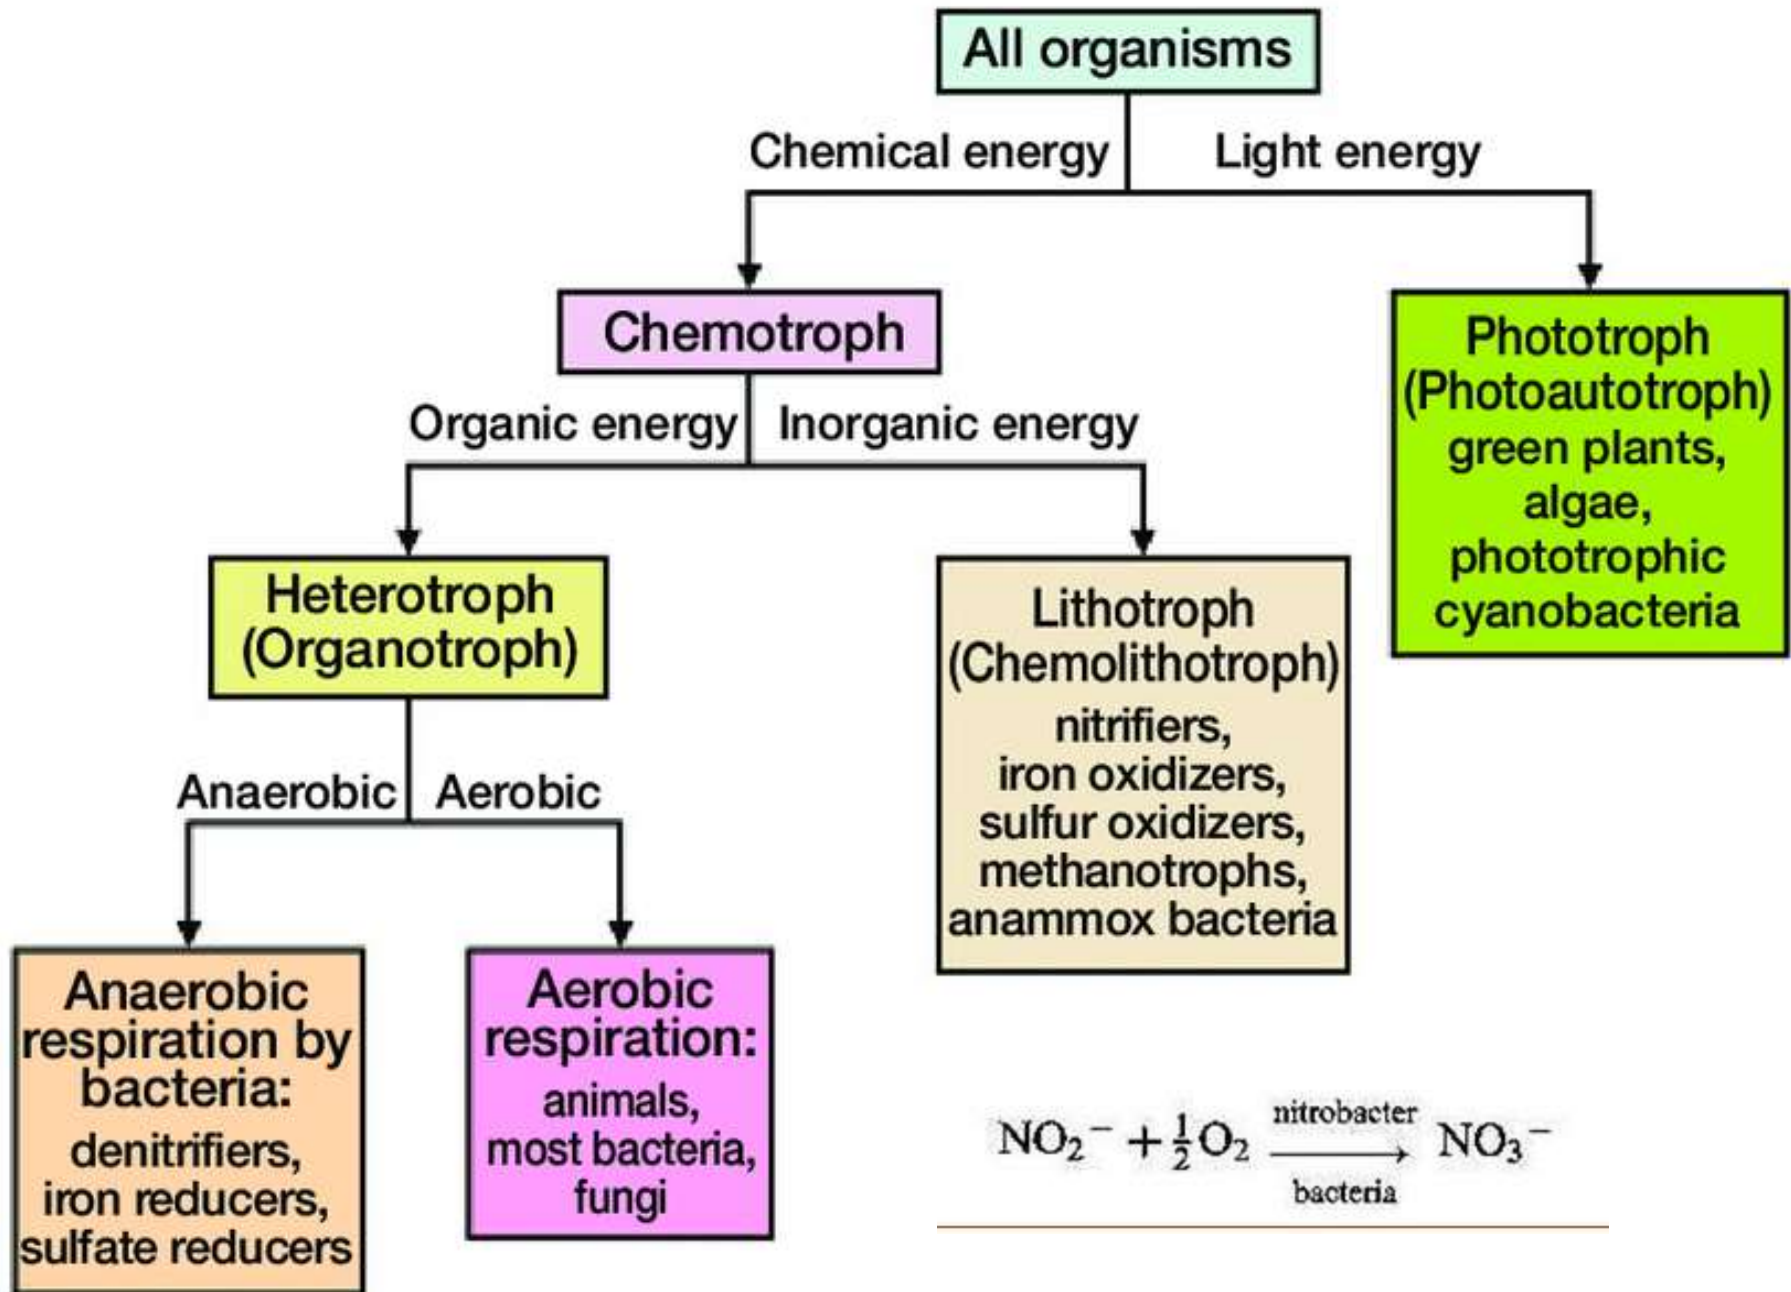 All organisms
Chemical energy
Light energy
Chemotroph
Phototroph
(Photoautotroph)
green plants,
algae,
phototrophic
cyanobacteria
Organic energy
Inorganic energy
Heterotroph
(Organotroph)
Lithotroph
(Chemolithotroph)
nitrifiers,
iron oxidizers,
sulfur oxidizers,
methanotrophs,
anammox bacteria
Anaerobic
Aerobic
Anaerobic
respiration by
bacteria:
denitrifiers,
iron reducers,
sulfate reducers
Aerobic
respiration:
animals,
most bacteria,
fungi
nitrobacter
NO₂⁻ + ½O₂ ⟶ NO₃⁻
bacteria